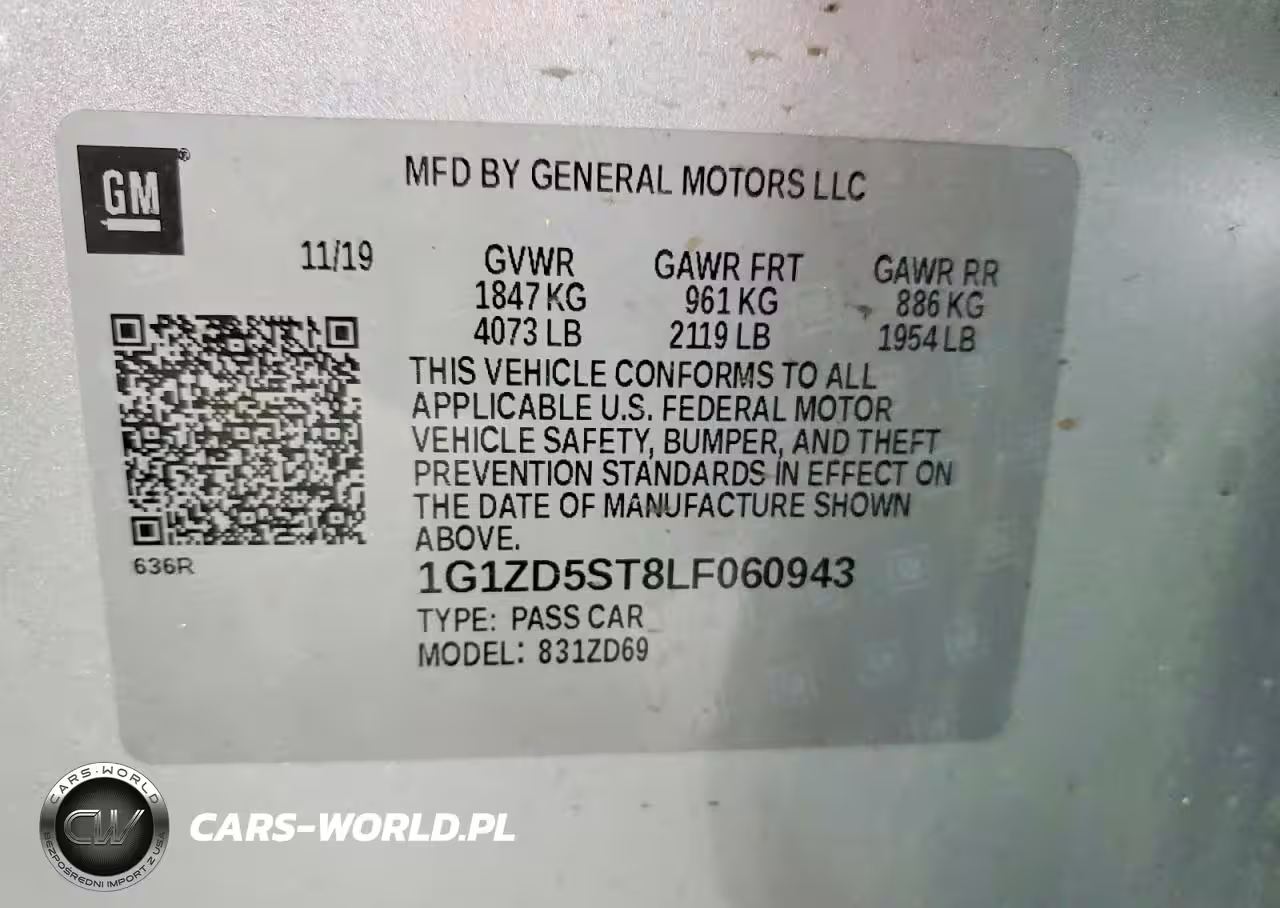 GM
MFD BY GENERAL MOTORS LLC
11/19
GVWR GAWR FRT GAWR RR
1847 KG 961 KG 886 KG
4073 LB 2119 LB 1954 LB
THIS VEHICLE CONFORMS TO ALL
APPLICABLE U.S. FEDERAL MOTOR
VEHICLE SAFETY, BUMPER, AND THEFT
PREVENTION STANDARDS IN EFFECT ON
THE DATE OF MANUFACTURE SHOWN
ABOVE.
636R
1G1ZD5ST8LF060943
TYPE: PASS CAR
MODEL: 831ZD69
CARS-WORLD
CW
BEZPOŚREDNI IMPORT Z USA
CARS-WORLD.PL